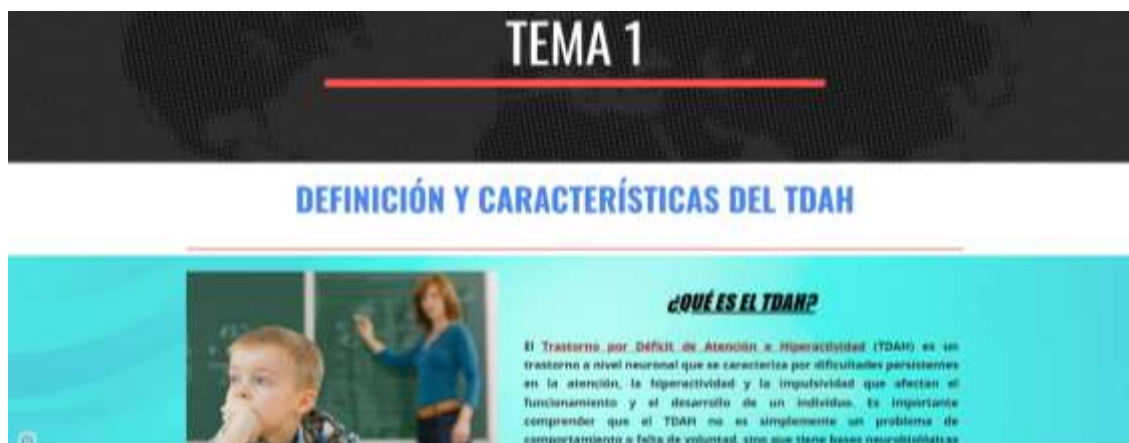 TEMA 1
DEFINICIÓN Y CARACTERÍSTICAS DEL TDAH
¿QUÉ ES EL TDAH?
El Trastorno por Déficit de Atención e Hiperactividad (TDAH) es un
trastorno a nivel neuronal que se caracteriza por dificultades persistentes
en la atención, la hiperactividad y la impulsividad que afectan el
funcionamiento y el desarrollo de un individuo. Es importante
comprender que el TDAH no es simplemente un problema de
comportamiento o falta de voluntad, sino que tiene bases neurobiológicas